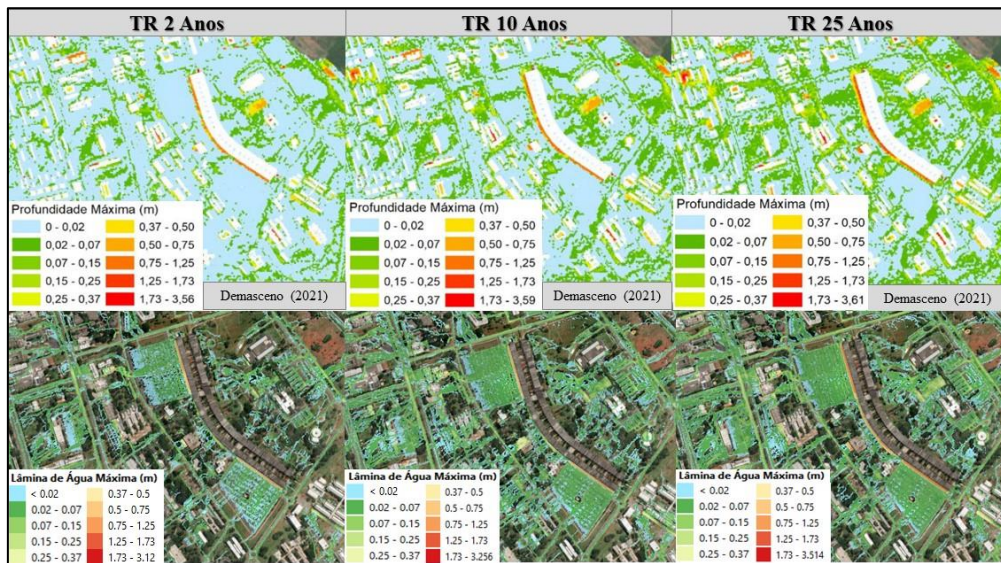 TR 2 Anos
TR 10 Anos
TR 25 Anos
Profundidade Máxima (m)
0 - 0,02
0,37 - 0,50
0,02 - 0,07
0,50 - 0,75
0,07 - 0,15
0,75 - 1,25
0,15 - 0,25
1,25 - 1,73
0,25 - 0,37
1,73 - 3,56
Demasceno (2021)
Profundidade Máxima (m)
0 - 0,02
0,37 - 0,50
0,02 - 0,07
0,50 - 0,75
0,07 - 0,15
0,75 - 1,25
0,15 - 0,25
1,25 - 1,73
0,25 - 0,37
1,73 - 3,59
Demasceno (2021)
Profundidade Máxima (m)
0 - 0,02
0,37 - 0,50
0,02 - 0,07
0,50 - 0,75
0,07 - 0,15
0,75 - 1,25
0,15 - 0,25
1,25 - 1,73
0,25 - 0,37
1,73 - 3,61
Demasceno (2021)
Lâmina de Água Máxima (m)
< 0.02
0.37 - 0.5
0.02 - 0.07
0.5 - 0.75
0.07 - 0.15
0.75 - 1.25
0.15 - 0.25
1.25 - 1.73
0.25 - 0.37
1.73 - 3.12
Lâmina de Água Máxima (m)
< 0.02
0.37 - 0.5
0.02 - 0.07
0.5 - 0.75
0.07 - 0.15
0.75 - 1.25
0.15 - 0.25
1.25 - 1.73
0.25 - 0.37
1.73 - 3.256
Lâmina de Água Máxima (m)
< 0.02
0.37 - 0.5
0.02 - 0.07
0.5 - 0.75
0.07 - 0.15
0.75 - 1.25
0.15 - 0.25
1.25 - 1.73
0.25 - 0.37
1.73 - 3.514